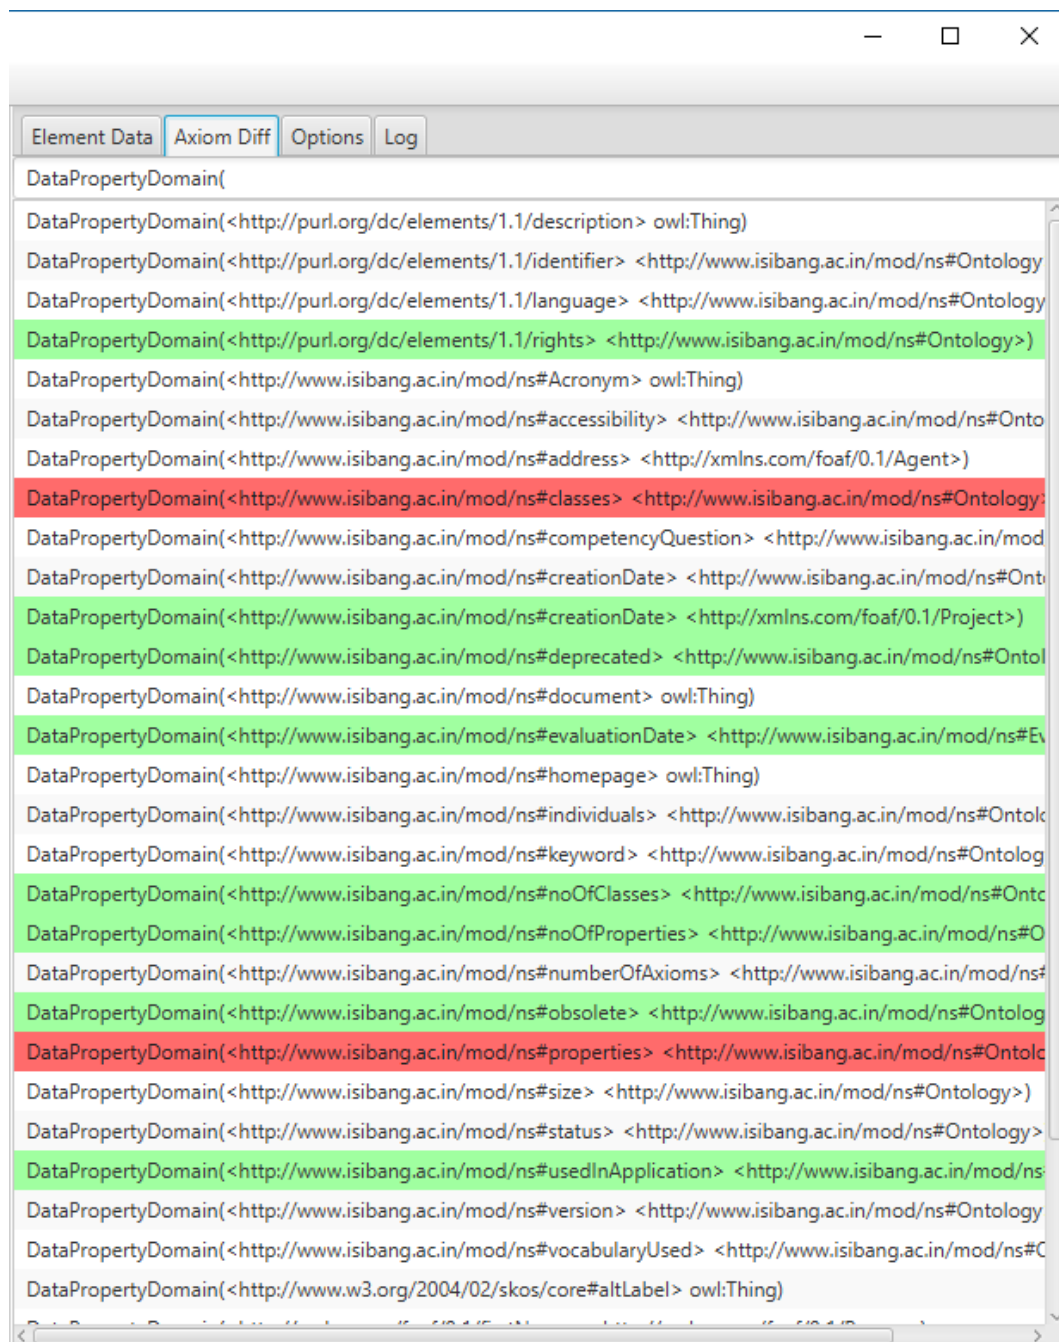 Element Data Axiom Diff Options Log
DataPropertyDomain(
DataPropertyDomain(<http://purl.org/dc/elements/1.1/description> owl:Thing)
DataPropertyDomain(<http://purl.org/dc/elements/1.1/identifier> <http://www.isibang.ac.in/mod/ns#Ontology
DataPropertyDomain(<http://purl.org/dc/elements/1.1/language> <http://www.isibang.ac.in/mod/ns#Ontology
DataPropertyDomain(<http://purl.org/dc/elements/1.1/rights> <http://www.isibang.ac.in/mod/ns#Ontology>)
DataPropertyDomain(<http://www.isibang.ac.in/mod/ns#Acronym> owl:Thing)
DataPropertyDomain(<http://www.isibang.ac.in/mod/ns#accessibility> <http://www.isibang.ac.in/mod/ns#Onto
DataPropertyDomain(<http://www.isibang.ac.in/mod/ns#address> <http://xmlns.com/foaf/0.1/Agent>)
DataPropertyDomain(<http://www.isibang.ac.in/mod/ns#classes> <http://www.isibang.ac.in/mod/ns#Ontology>
DataPropertyDomain(<http://www.isibang.ac.in/mod/ns#competencyQuestion> <http://www.isibang.ac.in/mod
DataPropertyDomain(<http://www.isibang.ac.in/mod/ns#creationDate> <http://www.isibang.ac.in/mod/ns#Ont
DataPropertyDomain(<http://www.isibang.ac.in/mod/ns#creationDate> <http://xmlns.com/foaf/0.1/Project>)
DataPropertyDomain(<http://www.isibang.ac.in/mod/ns#deprecated> <http://www.isibang.ac.in/mod/ns#Ontol
DataPropertyDomain(<http://www.isibang.ac.in/mod/ns#document> owl:Thing)
DataPropertyDomain(<http://www.isibang.ac.in/mod/ns#evaluationDate> <http://www.isibang.ac.in/mod/ns#Ev
DataPropertyDomain(<http://www.isibang.ac.in/mod/ns#homepage> owl:Thing)
DataPropertyDomain(<http://www.isibang.ac.in/mod/ns#individuals> <http://www.isibang.ac.in/mod/ns#Ontolo
DataPropertyDomain(<http://www.isibang.ac.in/mod/ns#keyword> <http://www.isibang.ac.in/mod/ns#Ontolog
DataPropertyDomain(<http://www.isibang.ac.in/mod/ns#noOfClasses> <http://www.isibang.ac.in/mod/ns#Onto
DataPropertyDomain(<http://www.isibang.ac.in/mod/ns#noOfProperties> <http://www.isibang.ac.in/mod/ns#O
DataPropertyDomain(<http://www.isibang.ac.in/mod/ns#numberOfAxioms> <http://www.isibang.ac.in/mod/ns#
DataPropertyDomain(<http://www.isibang.ac.in/mod/ns#obsolete> <http://www.isibang.ac.in/mod/ns#Ontolog
DataPropertyDomain(<http://www.isibang.ac.in/mod/ns#properties> <http://www.isibang.ac.in/mod/ns#Ontolo
DataPropertyDomain(<http://www.isibang.ac.in/mod/ns#size> <http://www.isibang.ac.in/mod/ns#Ontology>)
DataPropertyDomain(<http://www.isibang.ac.in/mod/ns#status> <http://www.isibang.ac.in/mod/ns#Ontology>
DataPropertyDomain(<http://www.isibang.ac.in/mod/ns#usedInApplication> <http://www.isibang.ac.in/mod/ns
DataPropertyDomain(<http://www.isibang.ac.in/mod/ns#version> <http://www.isibang.ac.in/mod/ns#Ontology
DataPropertyDomain(<http://www.isibang.ac.in/mod/ns#vocabularyUsed> <http://www.isibang.ac.in/mod/ns#O
DataPropertyDomain(<http://www.w3.org/2004/02/skos/core#altLabel> owl:Thing)